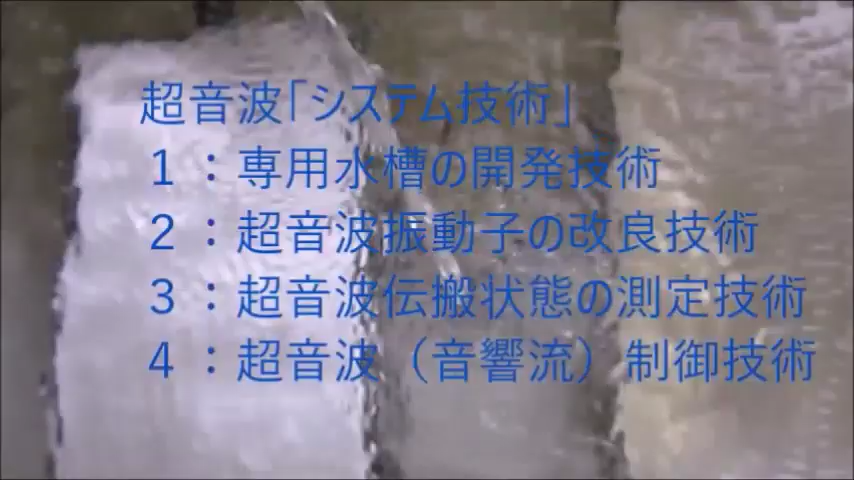 超音波「システム技術」
1：専用水槽の開発技術
2：超音波振動子の改良技術
3：超音波伝搬状態の測定技術
4：超音波（音響流）制御技術